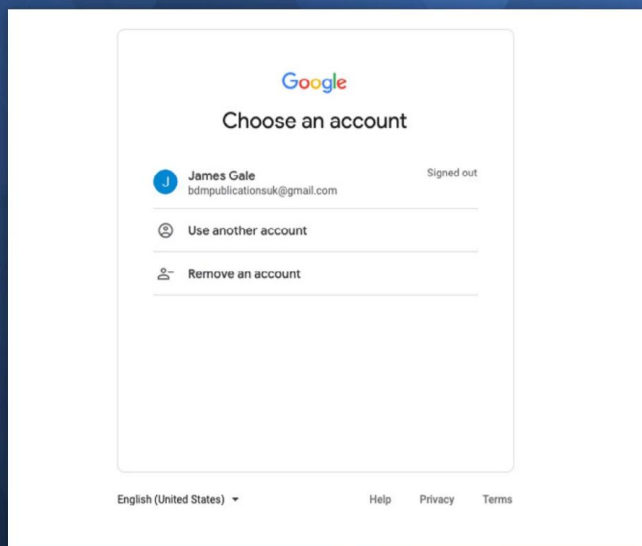 Google
Choose an account
J
James Gale
Signed out
bdmpublicationsuk@gmail.com
Use another account
Remove an account
English (United States)
Help Privacy Terms